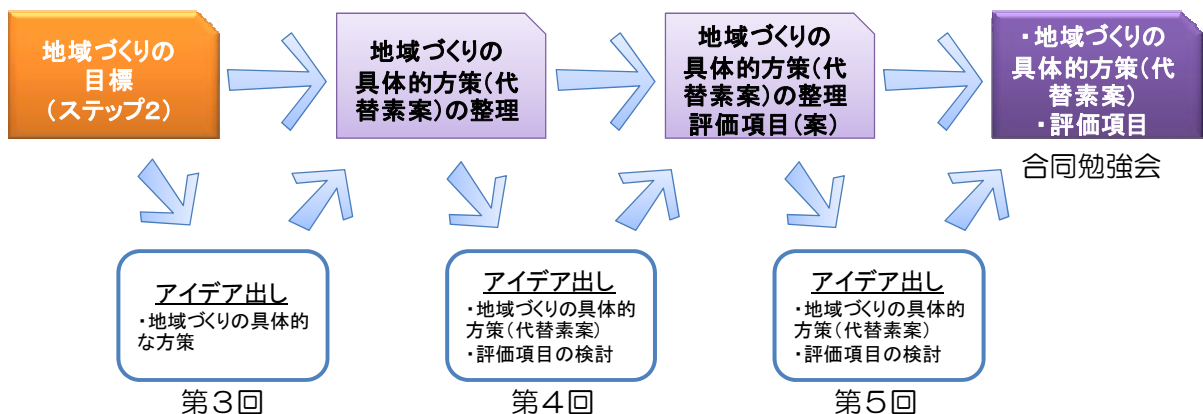 地域づくりの
目標
（ステップ２）
地域づくりの
具体的方策（代
替素案）の整理
地域づくりの
具体的方策（代
替素案）の整理
評価項目（案）
・地域づくりの
具体的方策（代
替素案）
・評価項目
合同勉強会
アイデア出し
・地域づくりの具体的
な方策
第３回
アイデア出し
・地域づくりの具体的
方策（代替素案）
・評価項目の検討
第４回
アイデア出し
・地域づくりの具体的
方策（代替素案）
・評価項目の検討
第５回